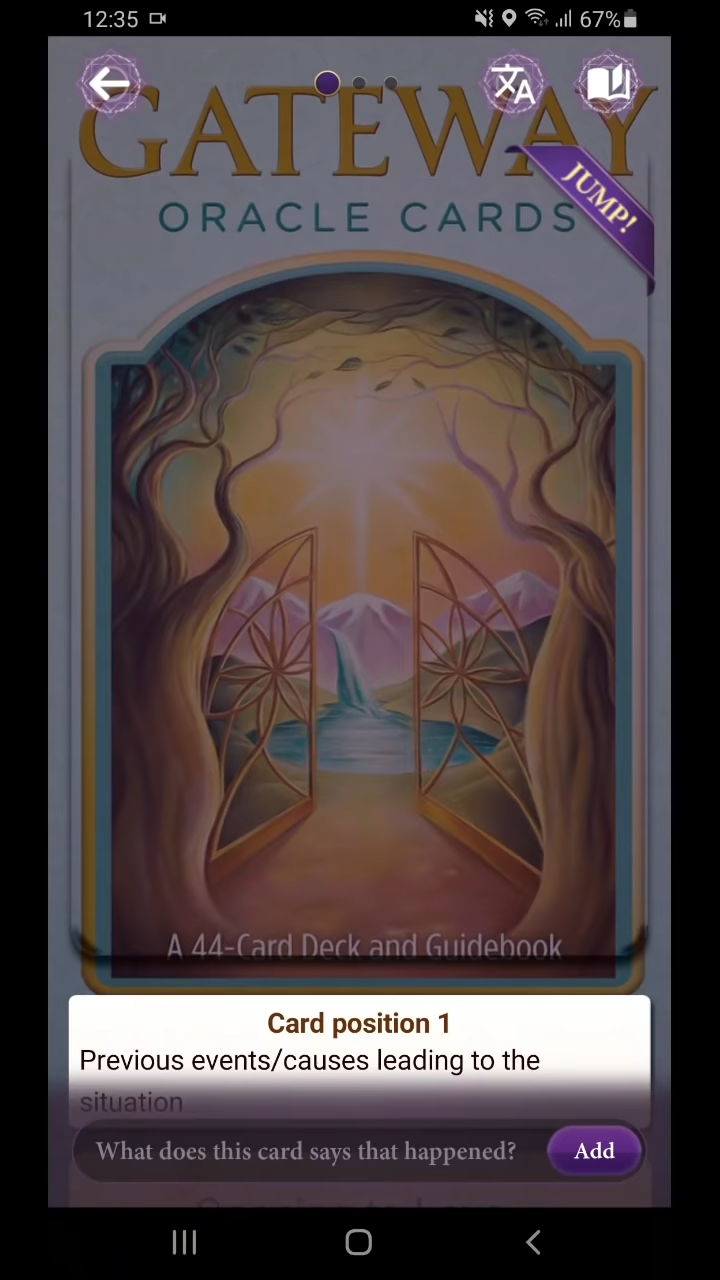 12:35
67%
GATEWAY
ORACLE CARDS
JUMP!
A 44-Card Deck and Guidebook
Card position 1
Previous events/causes leading to the
situation
What does this card says that happened?
Add